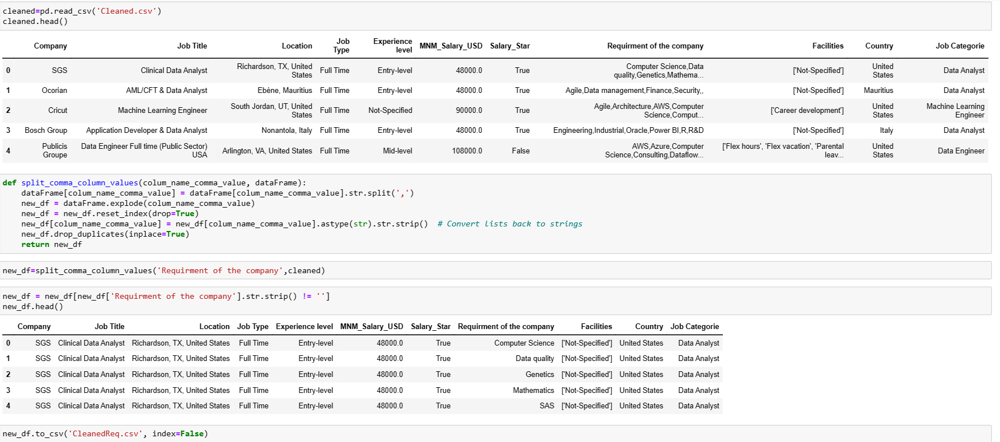 cleaned=pd.read_csv('Cleaned.csv')
cleaned.head()
Company Job Title Location Job Type Experience level MNM_Salary_USD Salary_Star Requirment of the company Facilities Country Job Categorie
0 SGS Clinical Data Analyst Richardson, TX, United States Full Time Entry-level 48000.0 True Computer Science,Data quality,Genetics,Mathema... ['Not-Specified'] United States Data Analyst
1 Ocorian AML/CFT & Data Analyst Ebène, Mauritius Full Time Entry-level 48000.0 True Agile,Data management,Finance,Security,, ['Not-Specified'] Mauritius Data Analyst
2 Cricut Machine Learning Engineer South Jordan, UT, United States Full Time Not-Specified 90000.0 True Agile,Architecture,AWS,Computer Science,Comput... ['Career development'] United States Machine Learning Engineer
3 Bosch Group Application Developer & Data Analyst Nonantola, Italy Full Time Entry-level 48000.0 True Engineering,Industrial,Oracle,Power BI,R,R&D ['Not-Specified'] Italy Data Analyst
4 Publicis Groupe Data Engineer Full time (Public Sector) USA Arlington, VA, United States Full Time Mid-level 108000.0 False AWS,Azure,Computer Science,Consulting,Dataflow... ['Flex hours', 'Flex vacation', 'Parental leav... United States Data Engineer
def split_comma_column_values(colum_name_comma_value, dataFrame):
    dataFrame[colum_name_comma_value] = dataFrame[colum_name_comma_value].str.split(',')
    new_df = dataFrame.explode(colum_name_comma_value)
    new_df = new_df.reset_index(drop=True)
    new_df[colum_name_comma_value] = new_df[colum_name_comma_value].astype(str).str.strip()  # Convert lists back to strings
    new_df.drop_duplicates(inplace=True)
    return new_df
new_df=split_comma_column_values('Requirment of the company',cleaned)
new_df = new_df[new_df['Requirment of the company'].str.strip() != '']
new_df.head()
Company Job Title Location Job Type Experience level MNM_Salary_USD Salary_Star Requirment of the company Facilities Country Job Categorie
0 SGS Clinical Data Analyst Richardson, TX, United States Full Time Entry-level 48000.0 True Computer Science ['Not-Specified'] United States Data Analyst
1 SGS Clinical Data Analyst Richardson, TX, United States Full Time Entry-level 48000.0 True Data quality ['Not-Specified'] United States Data Analyst
2 SGS Clinical Data Analyst Richardson, TX, United States Full Time Entry-level 48000.0 True Genetics ['Not-Specified'] United States Data Analyst
3 SGS Clinical Data Analyst Richardson, TX, United States Full Time Entry-level 48000.0 True Mathematics ['Not-Specified'] United States Data Analyst
4 SGS Clinical Data Analyst Richardson, TX, United States Full Time Entry-level 48000.0 True SAS ['Not-Specified'] United States Data Analyst
new_df.to_csv('CleanedReq.csv', index=False)